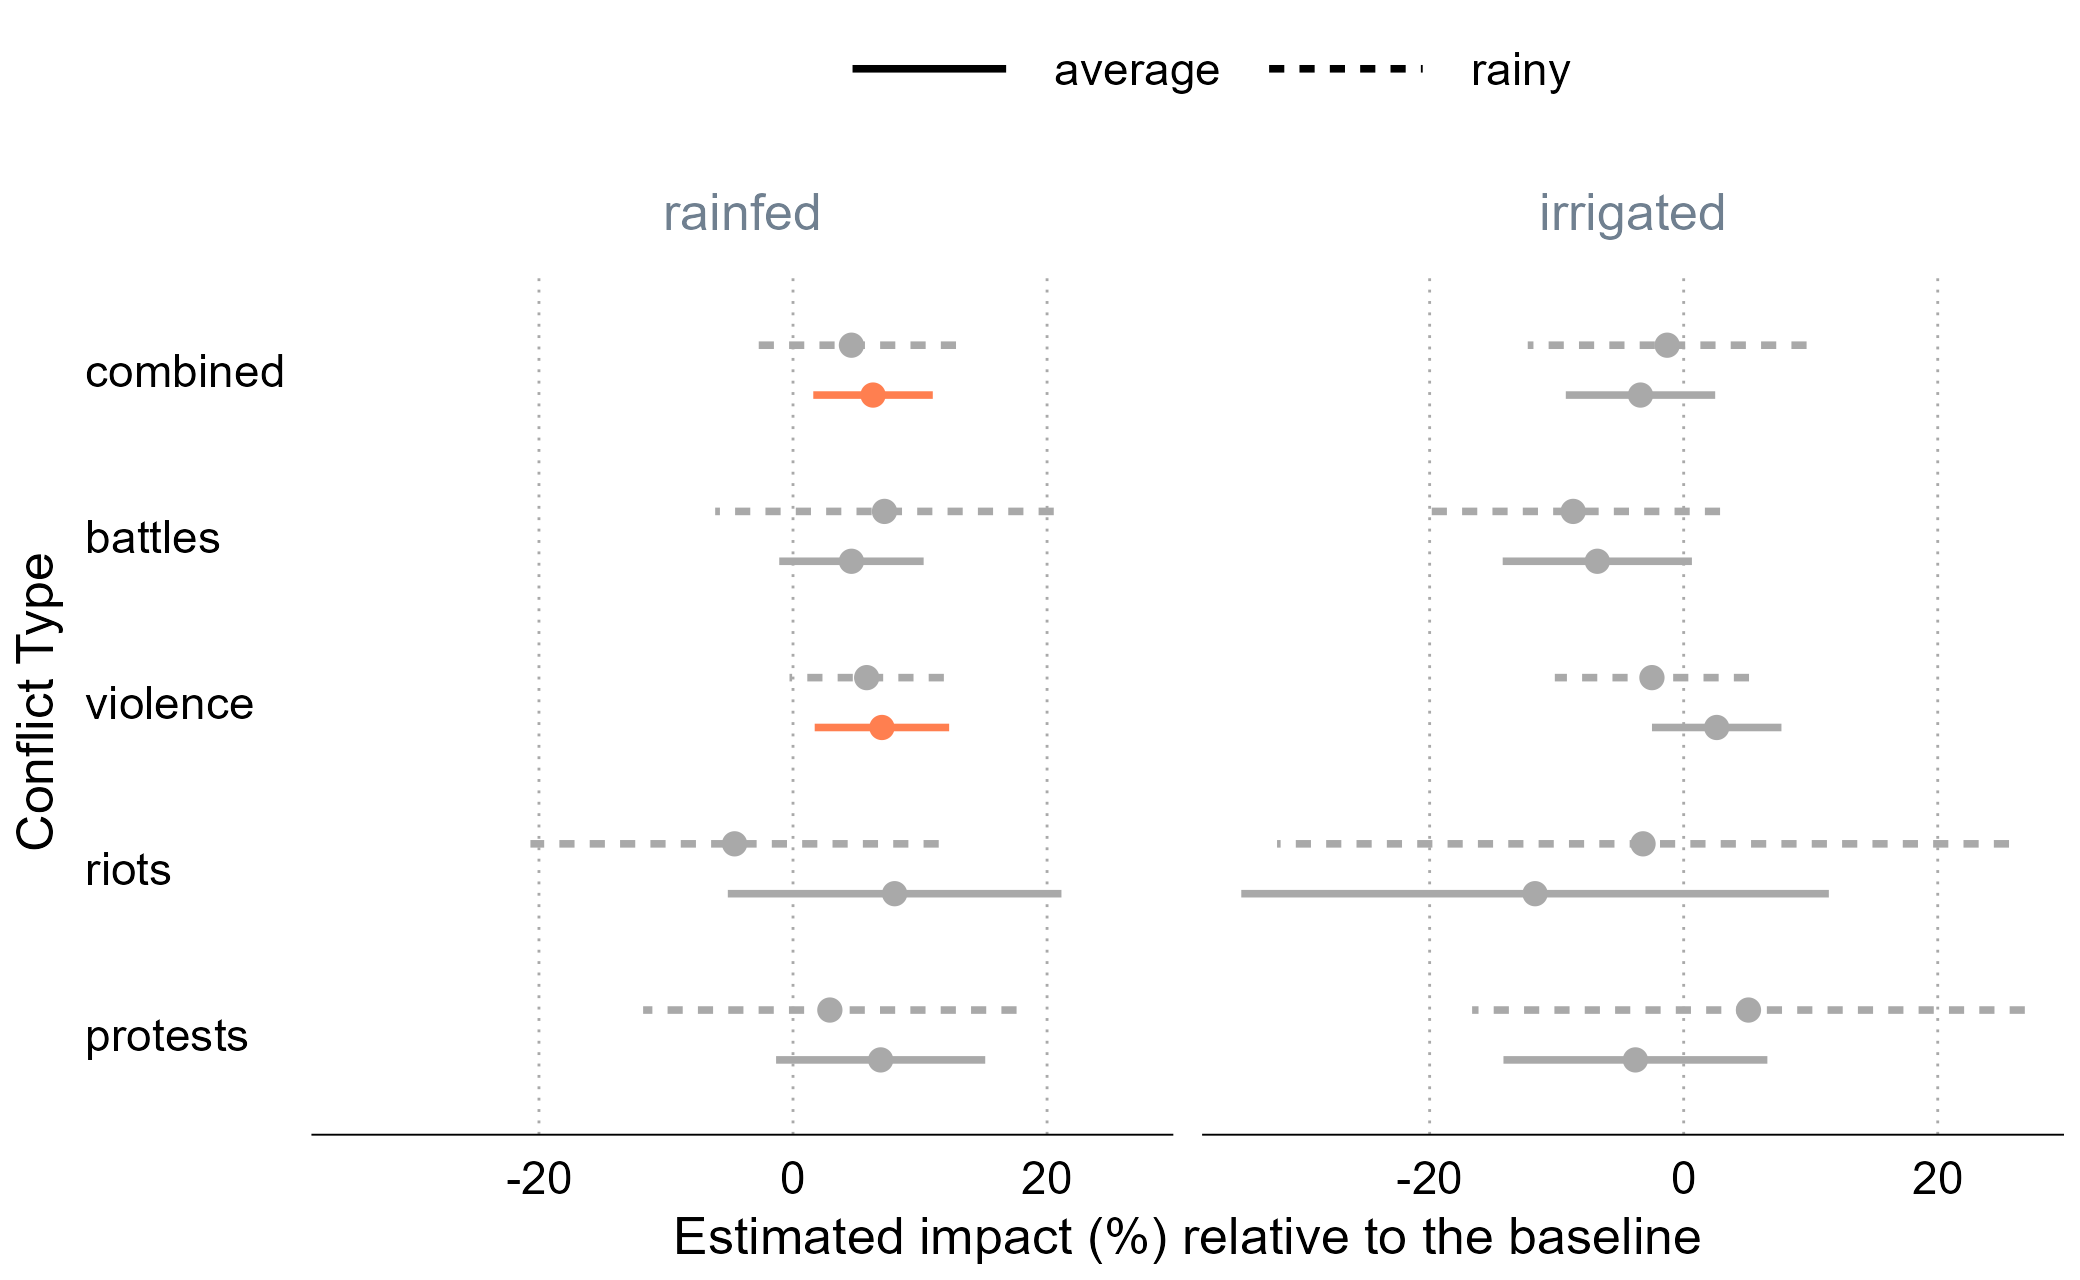 average rainy
rainfed irrigated
combined
battles
violence
riots
protests
Conflict Type
-20 0 20 -20 0 20
Estimated impact (%) relative to the baseline